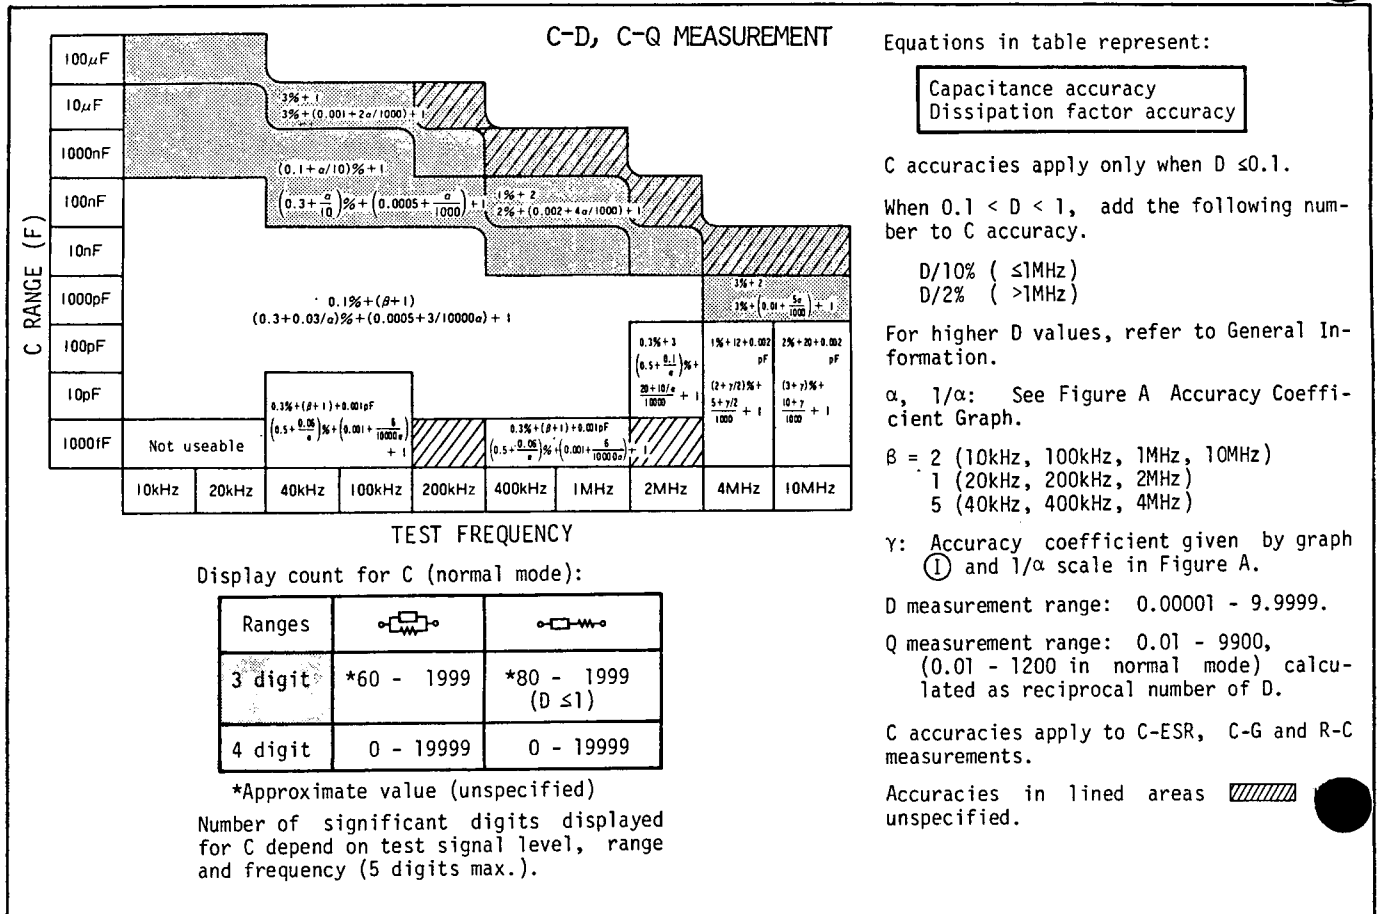 C-D, C-Q MEASUREMENT
C RANGE (F)
100μF
10μF
1000nF
100nF
10nF
1000pF
100pF
10pF
1000fF
3% + 1
3% + (0.001 + 2α/1000) + 1
(0.1 + α/10)% + 1
(0.3 + α/10)% + (0.0005 + α/1000) + 1
1% + 2
2% + (0.002 + 4α/1000) + 1
0.1% + (β + 1)
(0.3 + 0.03/α)% + (0.0005 + 3/10000α) + 1
3% + 2
3% + (0.01 + 5α/1000) + 1
0.3% + 3
(0.5 + 0.1/α)% +
20 + 10/α / 10000 + 1
1% + 12 + 0.002
pF
(2 + γ/2)% +
5 + γ/2 / 1000 + 1
2% + 20 + 0.002
pF
(3 + γ)% +
10 + γ / 1000 + 1
0.3% + (β + 1) + 0.001pF
(0.5 + 0.06/α)% + (0.001 + 6/10000α)
+ 1
0.3% + (β + 1) + 0.001pF
(0.5 + 0.06/α)% + (0.001 + 6/10000α) + 1
Not useable
10kHz 20kHz 40kHz 100kHz 200kHz 400kHz 1MHz 2MHz 4MHz 10MHz
TEST FREQUENCY
Display count for C (normal mode):
Ranges
3 digit *60 - 1999 *80 - 1999
(D ≤1)
4 digit 0 - 19999 0 - 19999
*Approximate value (unspecified)
Number of significant digits displayed
for C depend on test signal level, range
and frequency (5 digits max.).
Equations in table represent:
Capacitance accuracy
Dissipation factor accuracy
C accuracies apply only when D ≤0.1.
When 0.1 < D < 1, add the following num-
ber to C accuracy.
D/10% ( ≤1MHz)
D/2% ( >1MHz)
For higher D values, refer to General In-
formation.
α, 1/α: See Figure A Accuracy Coeffi-
cient Graph.
β = 2 (10kHz, 100kHz, 1MHz, 10MHz)
1 (20kHz, 200kHz, 2MHz)
5 (40kHz, 400kHz, 4MHz)
γ: Accuracy coefficient given by graph
Ⓘ and 1/α scale in Figure A.
D measurement range: 0.00001 - 9.9999.
Q measurement range: 0.01 - 9900,
(0.01 - 1200 in normal mode) calcu-
lated as reciprocal number of D.
C accuracies apply to C-ESR, C-G and R-C
measurements.
Accuracies in lined areas
unspecified.